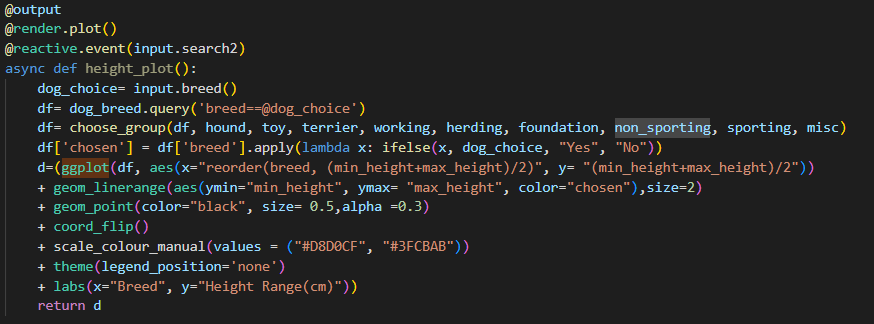 @output
@render.plot()
@reactive.event(input.search2)
async def height_plot():
    dog_choice= input.breed()
    df= dog_breed.query('breed==@dog_choice')
    df= choose_group(df, hound, toy, terrier, working, herding, foundation, non_sporting, sporting, misc)
    df['chosen'] = df['breed'].apply(lambda x: ifelse(x, dog_choice, "Yes", "No"))
    d=(ggplot(df, aes(x="reorder(breed, (min_height+max_height)/2)", y= "(min_height+max_height)/2"))
    + geom_linerange(aes(ymin="min_height", ymax= "max_height", color="chosen"),size=2)
    + geom_point(color="black", size= 0.5,alpha =0.3)
    + coord_flip()
    + scale_colour_manual(values = ("#D8D0CF", "#3FCBAB"))
    + theme(legend_position='none')
    + labs(x="Breed", y="Height Range(cm)"))
    return d